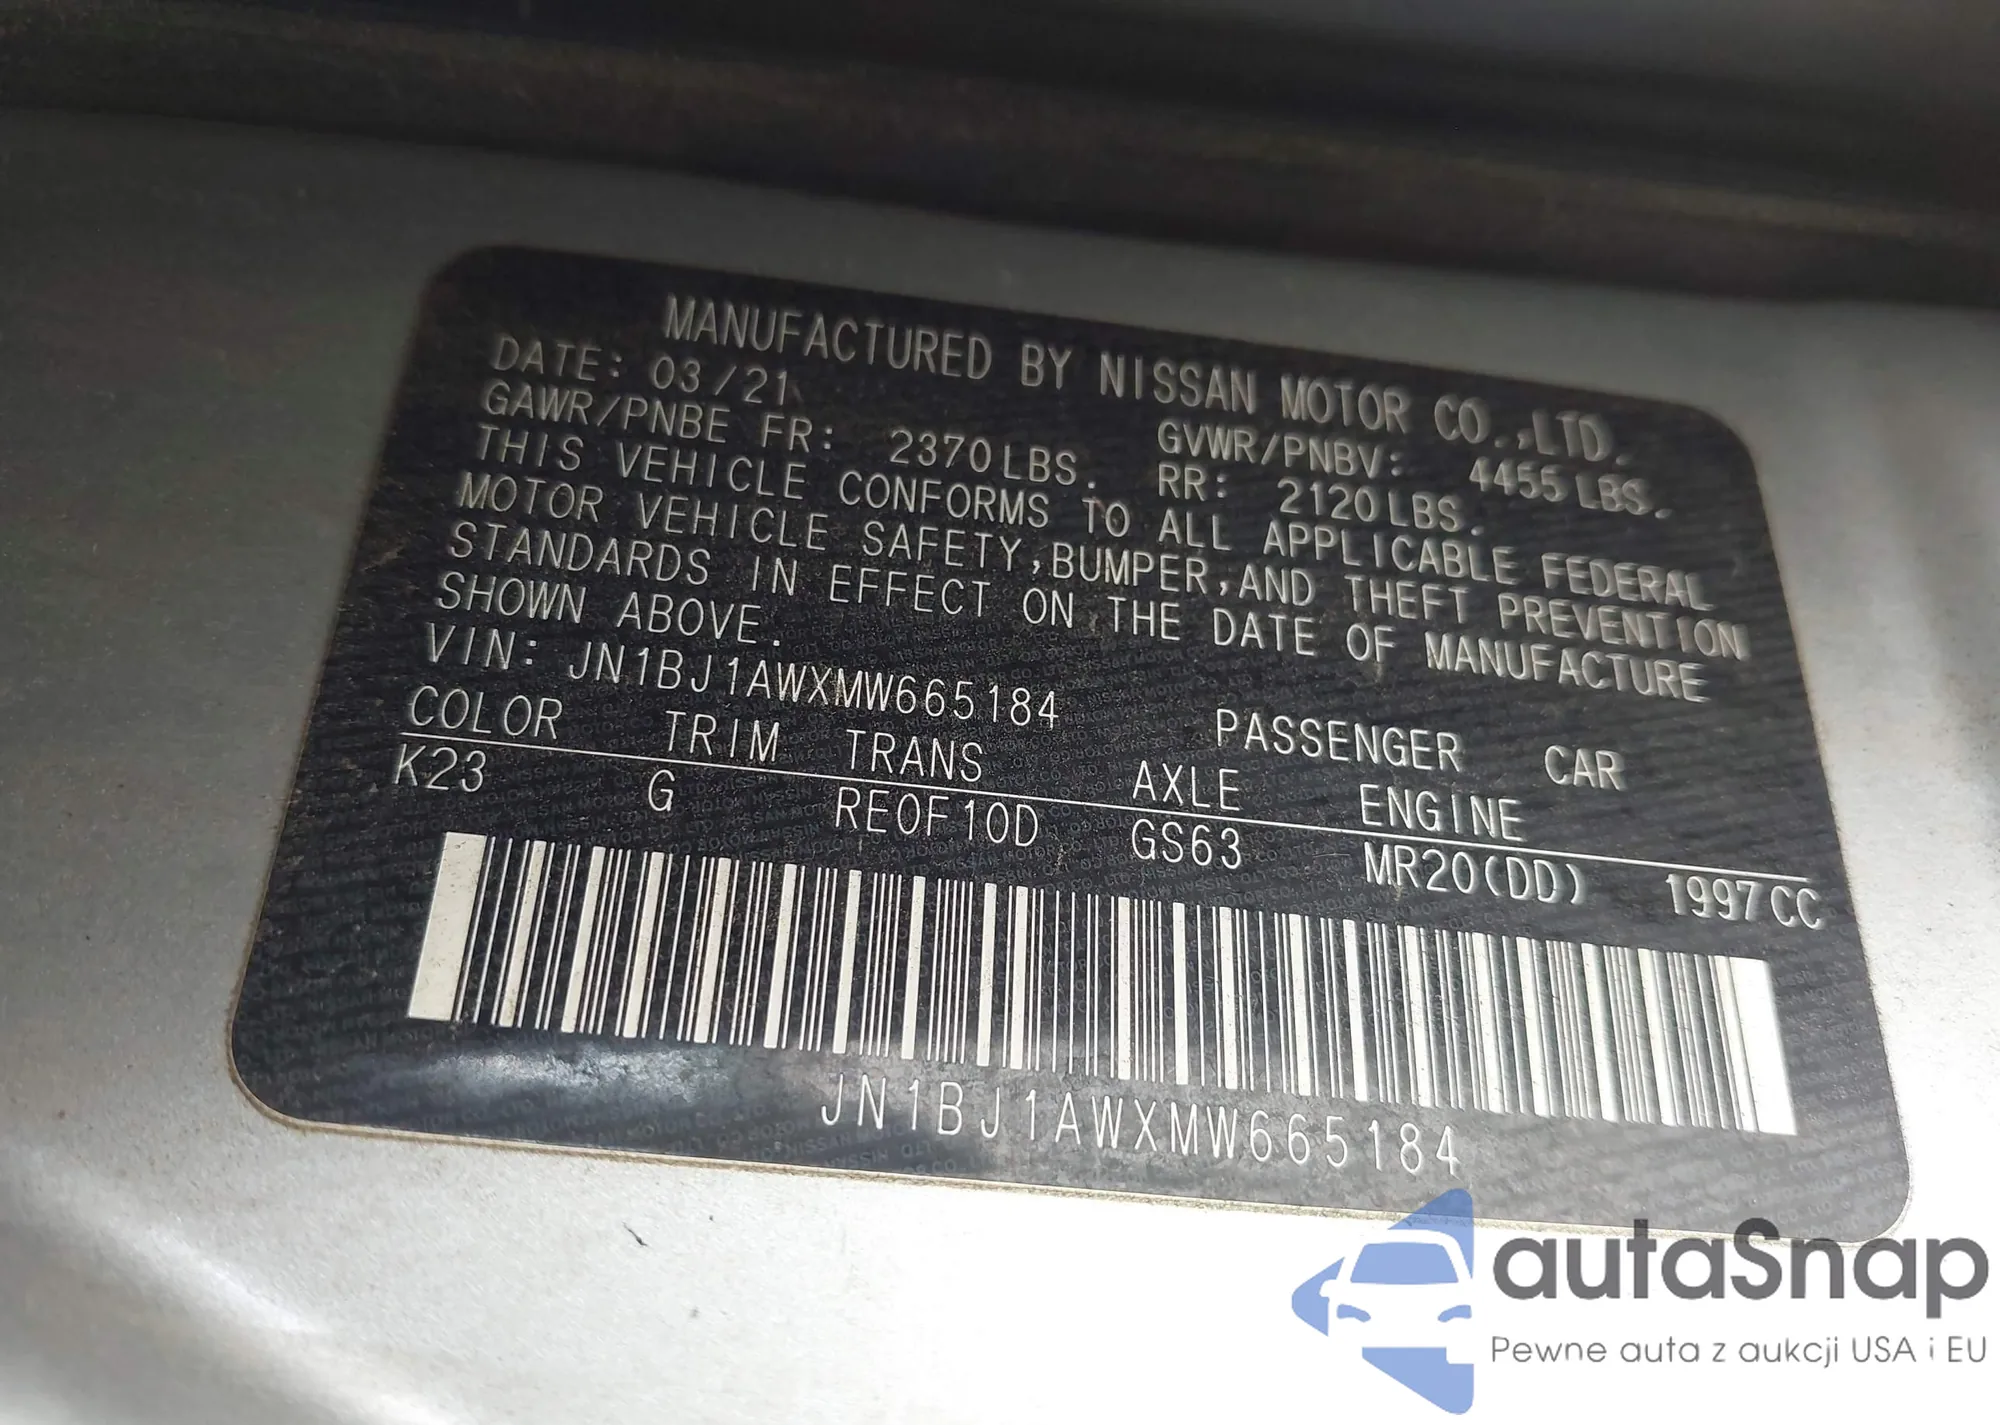 MANUFACTURED BY NISSAN MOTOR CO.,LTD.
DATE: 03/21 GVWR/PNBV: 4455LBS.
GAWR/PNBE FR: 2370LBS. RR: 2120LBS.
THIS VEHICLE CONFORMS TO ALL APPLICABLE FEDERAL
MOTOR VEHICLE SAFETY,BUMPER,AND THEFT PREVENTION
STANDARDS IN EFFECT ON THE DATE OF MANUFACTURE
SHOWN ABOVE.
VIN: JN1BJ1AWXMW665184 PASSENGER CAR
COLOR TRIM TRANS AXLE ENGINE
K23 G RE0F10D GS63 MR20(DD) 1997CC
JN1BJ1AWXMW665184
autaSnap
Pewne auta z aukcji USA i EU